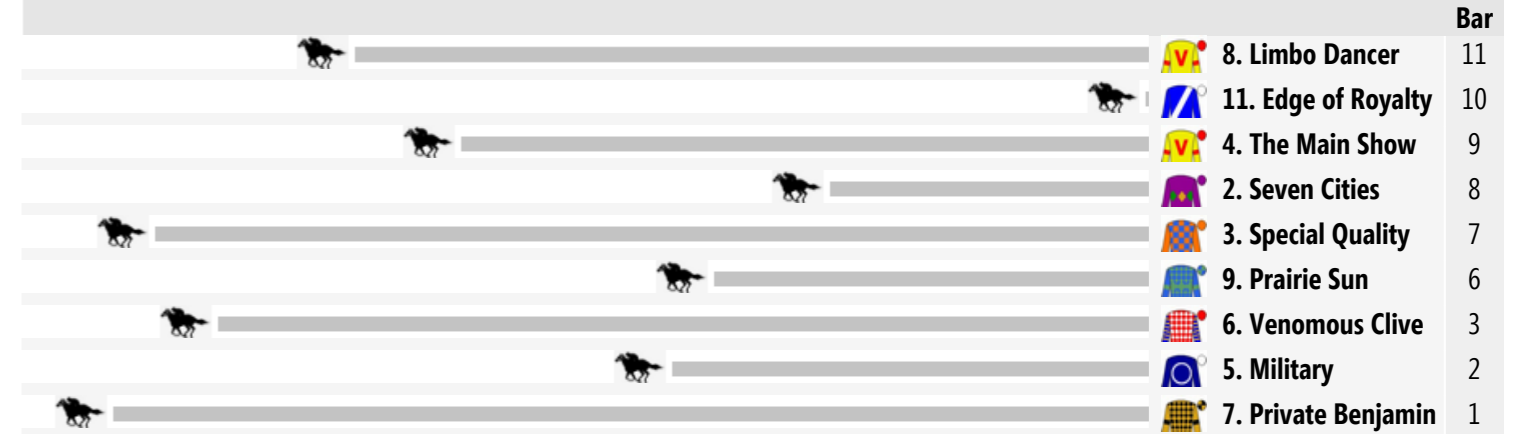 Bar
V 8. Limbo Dancer 11
11. Edge of Royalty 10
V 4. The Main Show 9
2. Seven Cities 8
3. Special Quality 7
9. Prairie Sun 6
6. Venomous Clive 3
5. Military 2
7. Private Benjamin 1